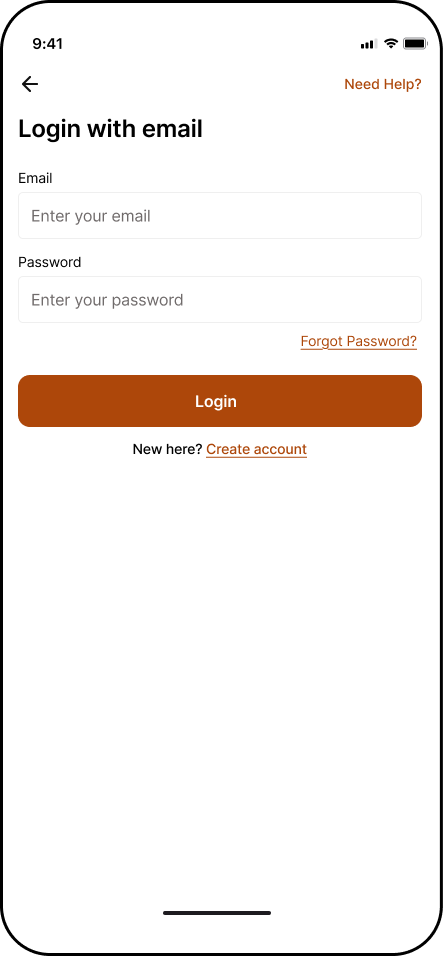 9:41
Need Help?
Login with email
Email
Enter your email
Password
Enter your password
Forgot Password?
Login
New here? Create account